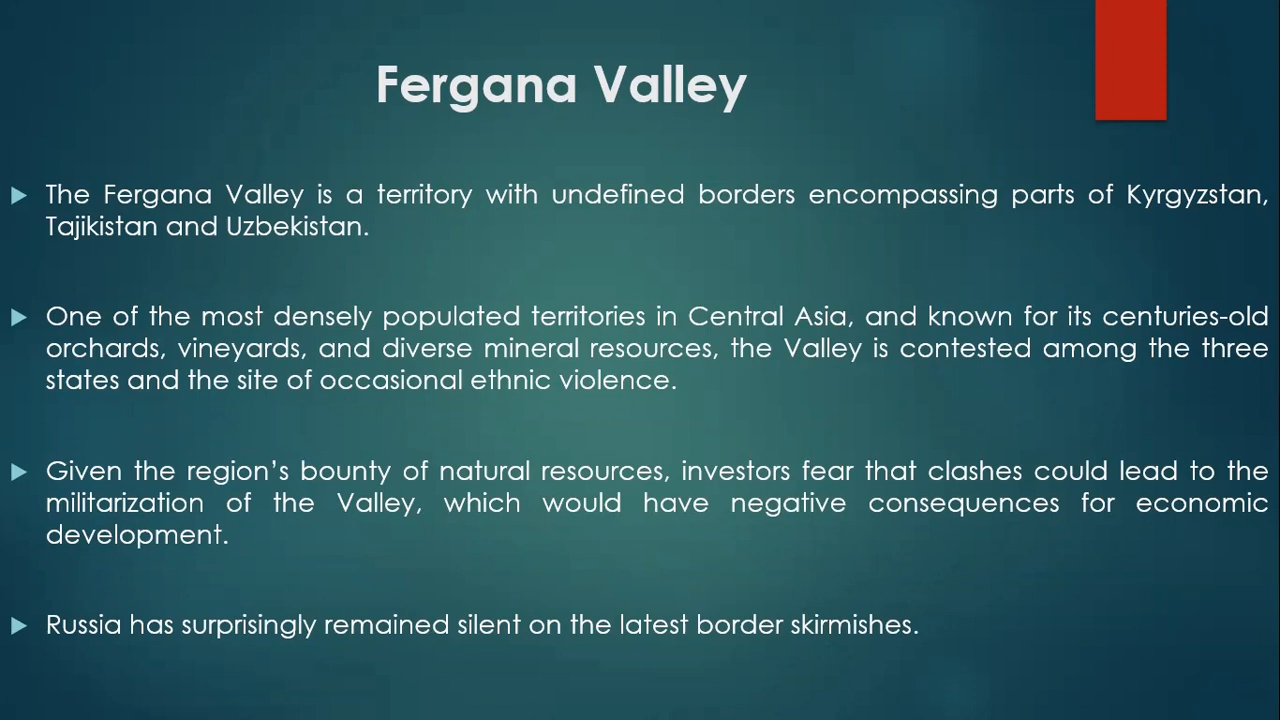 Fergana Valley
The Fergana Valley is a territory with undefined borders encompassing parts of Kyrgyzstan,
Tajikistan and Uzbekistan.
One of the most densely populated territories in Central Asia, and known for its centuries-old
orchards, vineyards, and diverse mineral resources, the Valley is contested among the three
states and the site of occasional ethnic violence.
Given the region’s bounty of natural resources, investors fear that clashes could lead to the
militarization of the Valley, which would have negative consequences for economic
development.
Russia has surprisingly remained silent on the latest border skirmishes.